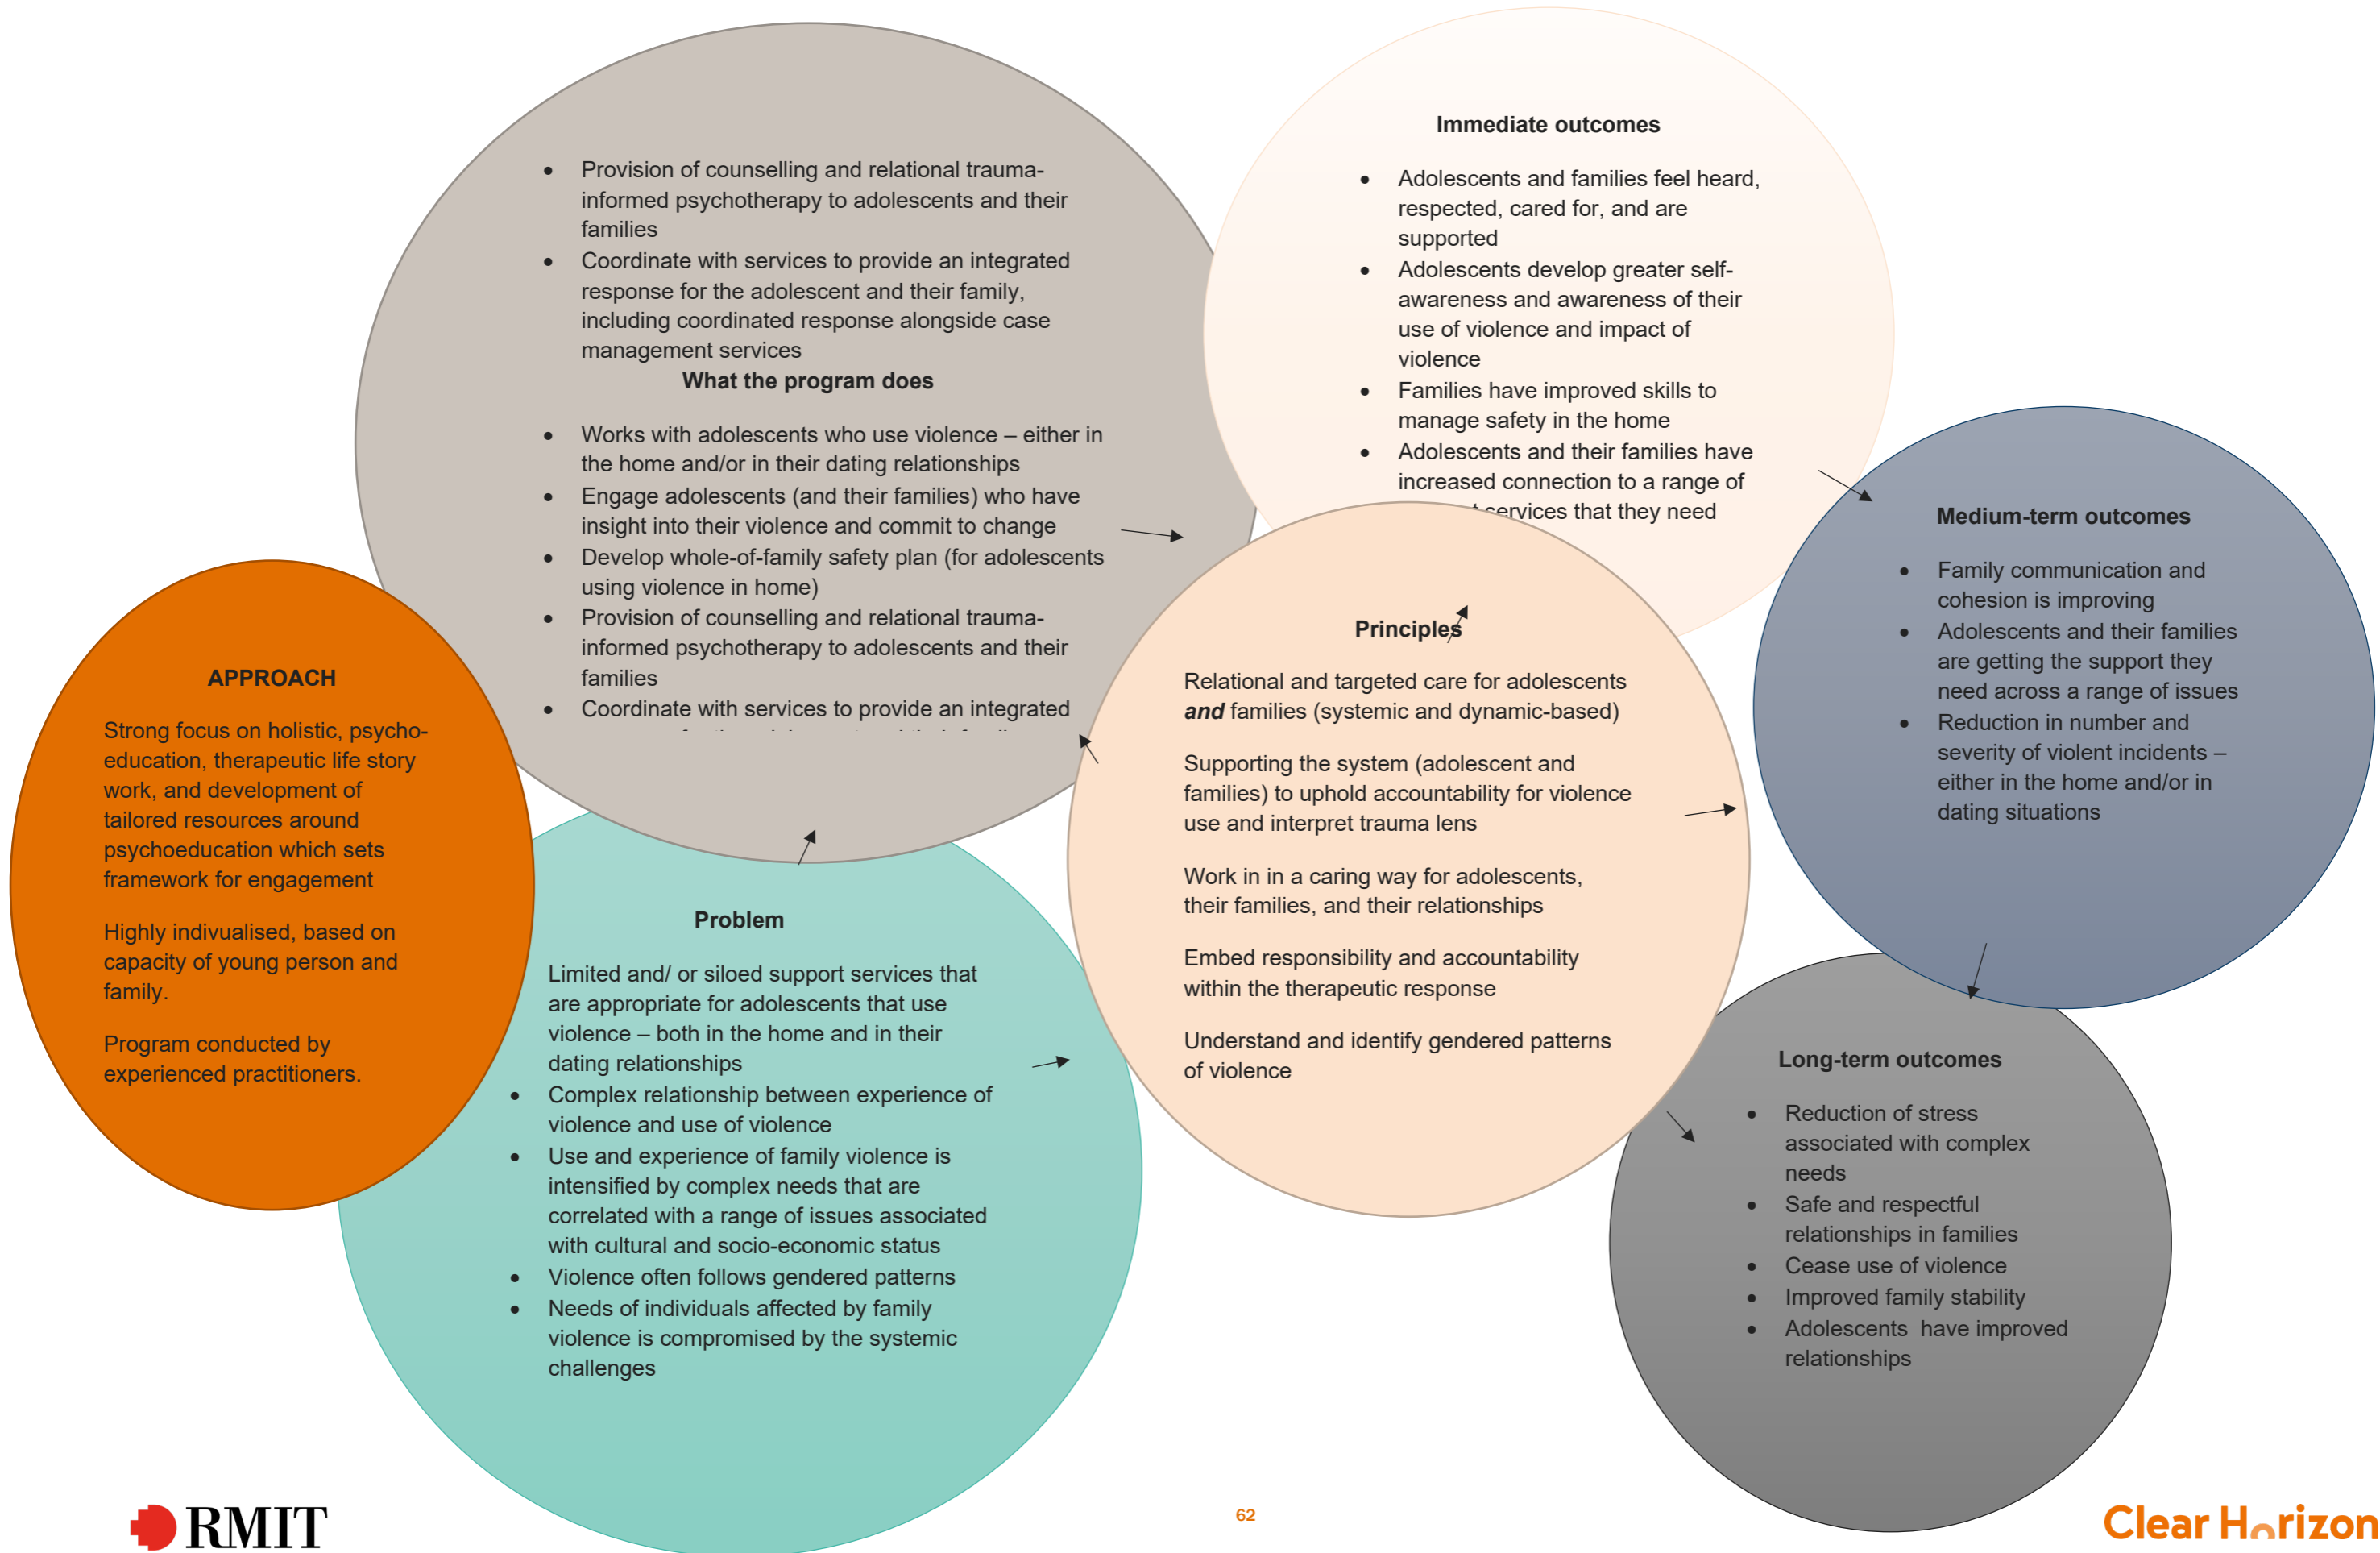 • Provision of counselling and relational trauma-
informed psychotherapy to adolescents and their
families
• Coordinate with services to provide an integrated
response for the adolescent and their family,
including coordinated response alongside case
management services
What the program does
• Works with adolescents who use violence – either in
the home and/or in their dating relationships
• Engage adolescents (and their families) who have
insight into their violence and commit to change
• Develop whole-of-family safety plan (for adolescents
using violence in home)
• Provision of counselling and relational trauma-
informed psychotherapy to adolescents and their
families
• Coordinate with services to provide an integrated
Immediate outcomes
• Adolescents and families feel heard,
respected, cared for, and are
supported
• Adolescents develop greater self-
awareness and awareness of their
use of violence and impact of
violence
• Families have improved skills to
manage safety in the home
• Adolescents and their families have
increased connection to a range of
services that they need
Medium-term outcomes
• Family communication and
cohesion is improving
• Adolescents and their families
are getting the support they
need across a range of issues
• Reduction in number and
severity of violent incidents –
either in the home and/or in
dating situations
APPROACH
Strong focus on holistic, psycho-
education, therapeutic life story
work, and development of
tailored resources around
psychoeducation which sets
framework for engagement
Highly indivualised, based on
capacity of young person and
family.
Program conducted by
experienced practitioners.
Principles
Relational and targeted care for adolescents
and families (systemic and dynamic-based)
Supporting the system (adolescent and
families) to uphold accountability for violence
use and interpret trauma lens
Work in in a caring way for adolescents,
their families, and their relationships
Embed responsibility and accountability
within the therapeutic response
Understand and identify gendered patterns
of violence
Problem
Limited and/ or siloed support services that
are appropriate for adolescents that use
violence – both in the home and in their
dating relationships
• Complex relationship between experience of
violence and use of violence
• Use and experience of family violence is
intensified by complex needs that are
correlated with a range of issues associated
with cultural and socio-economic status
• Violence often follows gendered patterns
• Needs of individuals affected by family
violence is compromised by the systemic
challenges
Long-term outcomes
• Reduction of stress
associated with complex
needs
• Safe and respectful
relationships in families
• Cease use of violence
• Improved family stability
• Adolescents  have improved
relationships
RMIT
62
Clear Horizon